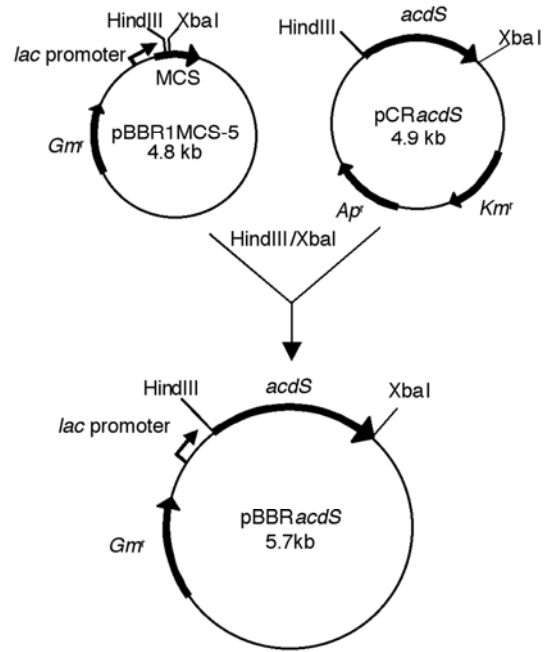 HindIII XbaI
lac promoter
MCS
pBBR1MCS-5
4.8 kb
Gmʳ
acdS
HindIII
XbaI
pCRacdS
4.9 kb
Apʳ
Kmʳ
HindIII/XbaI
HindIII
acdS
XbaI
lac promoter
pBBRacdS
5.7kb
Gmʳ